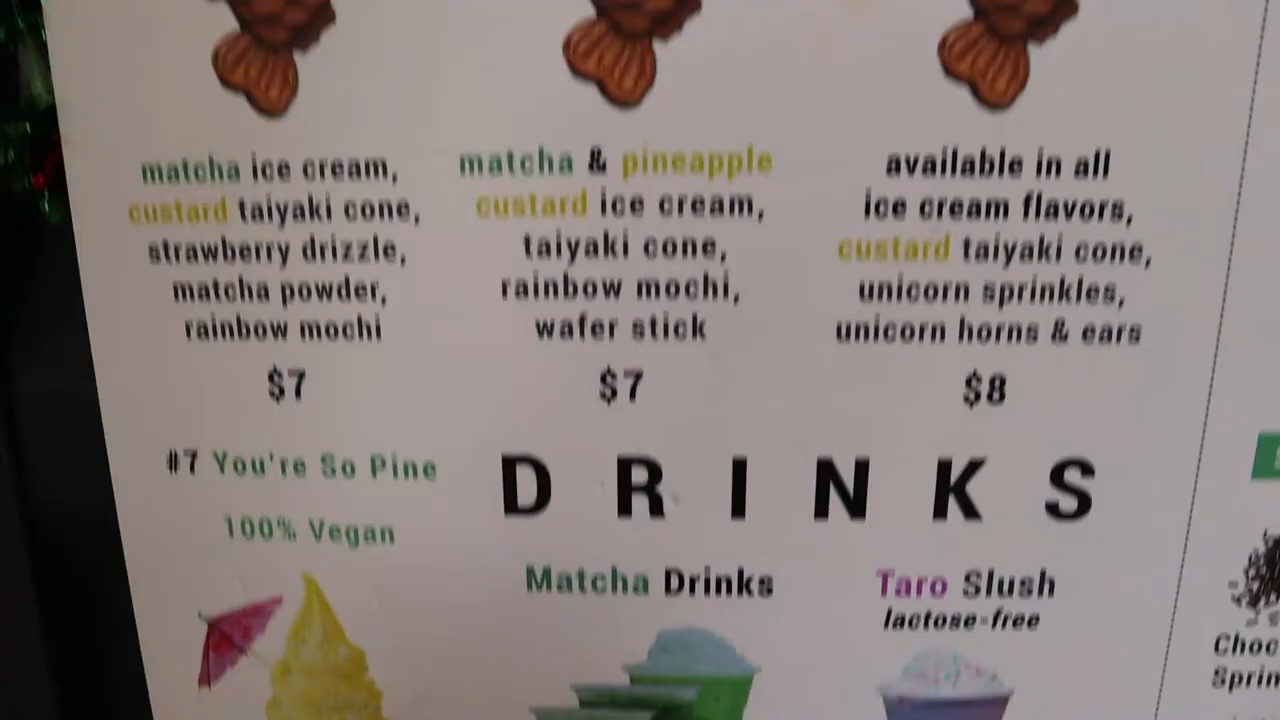 matcha ice cream,
custard taiyaki cone,
strawberry drizzle,
matcha powder,
rainbow mochi
$7
matcha & pineapple
custard ice cream,
taiyaki cone,
rainbow mochi,
wafer stick
$7
available in all
ice cream flavors,
custard taiyaki cone,
unicorn sprinkles,
unicorn horns & ears
$8
#7 You're So Pine
100% Vegan
DRINKS
Matcha Drinks
Taro Slush
lactose-free